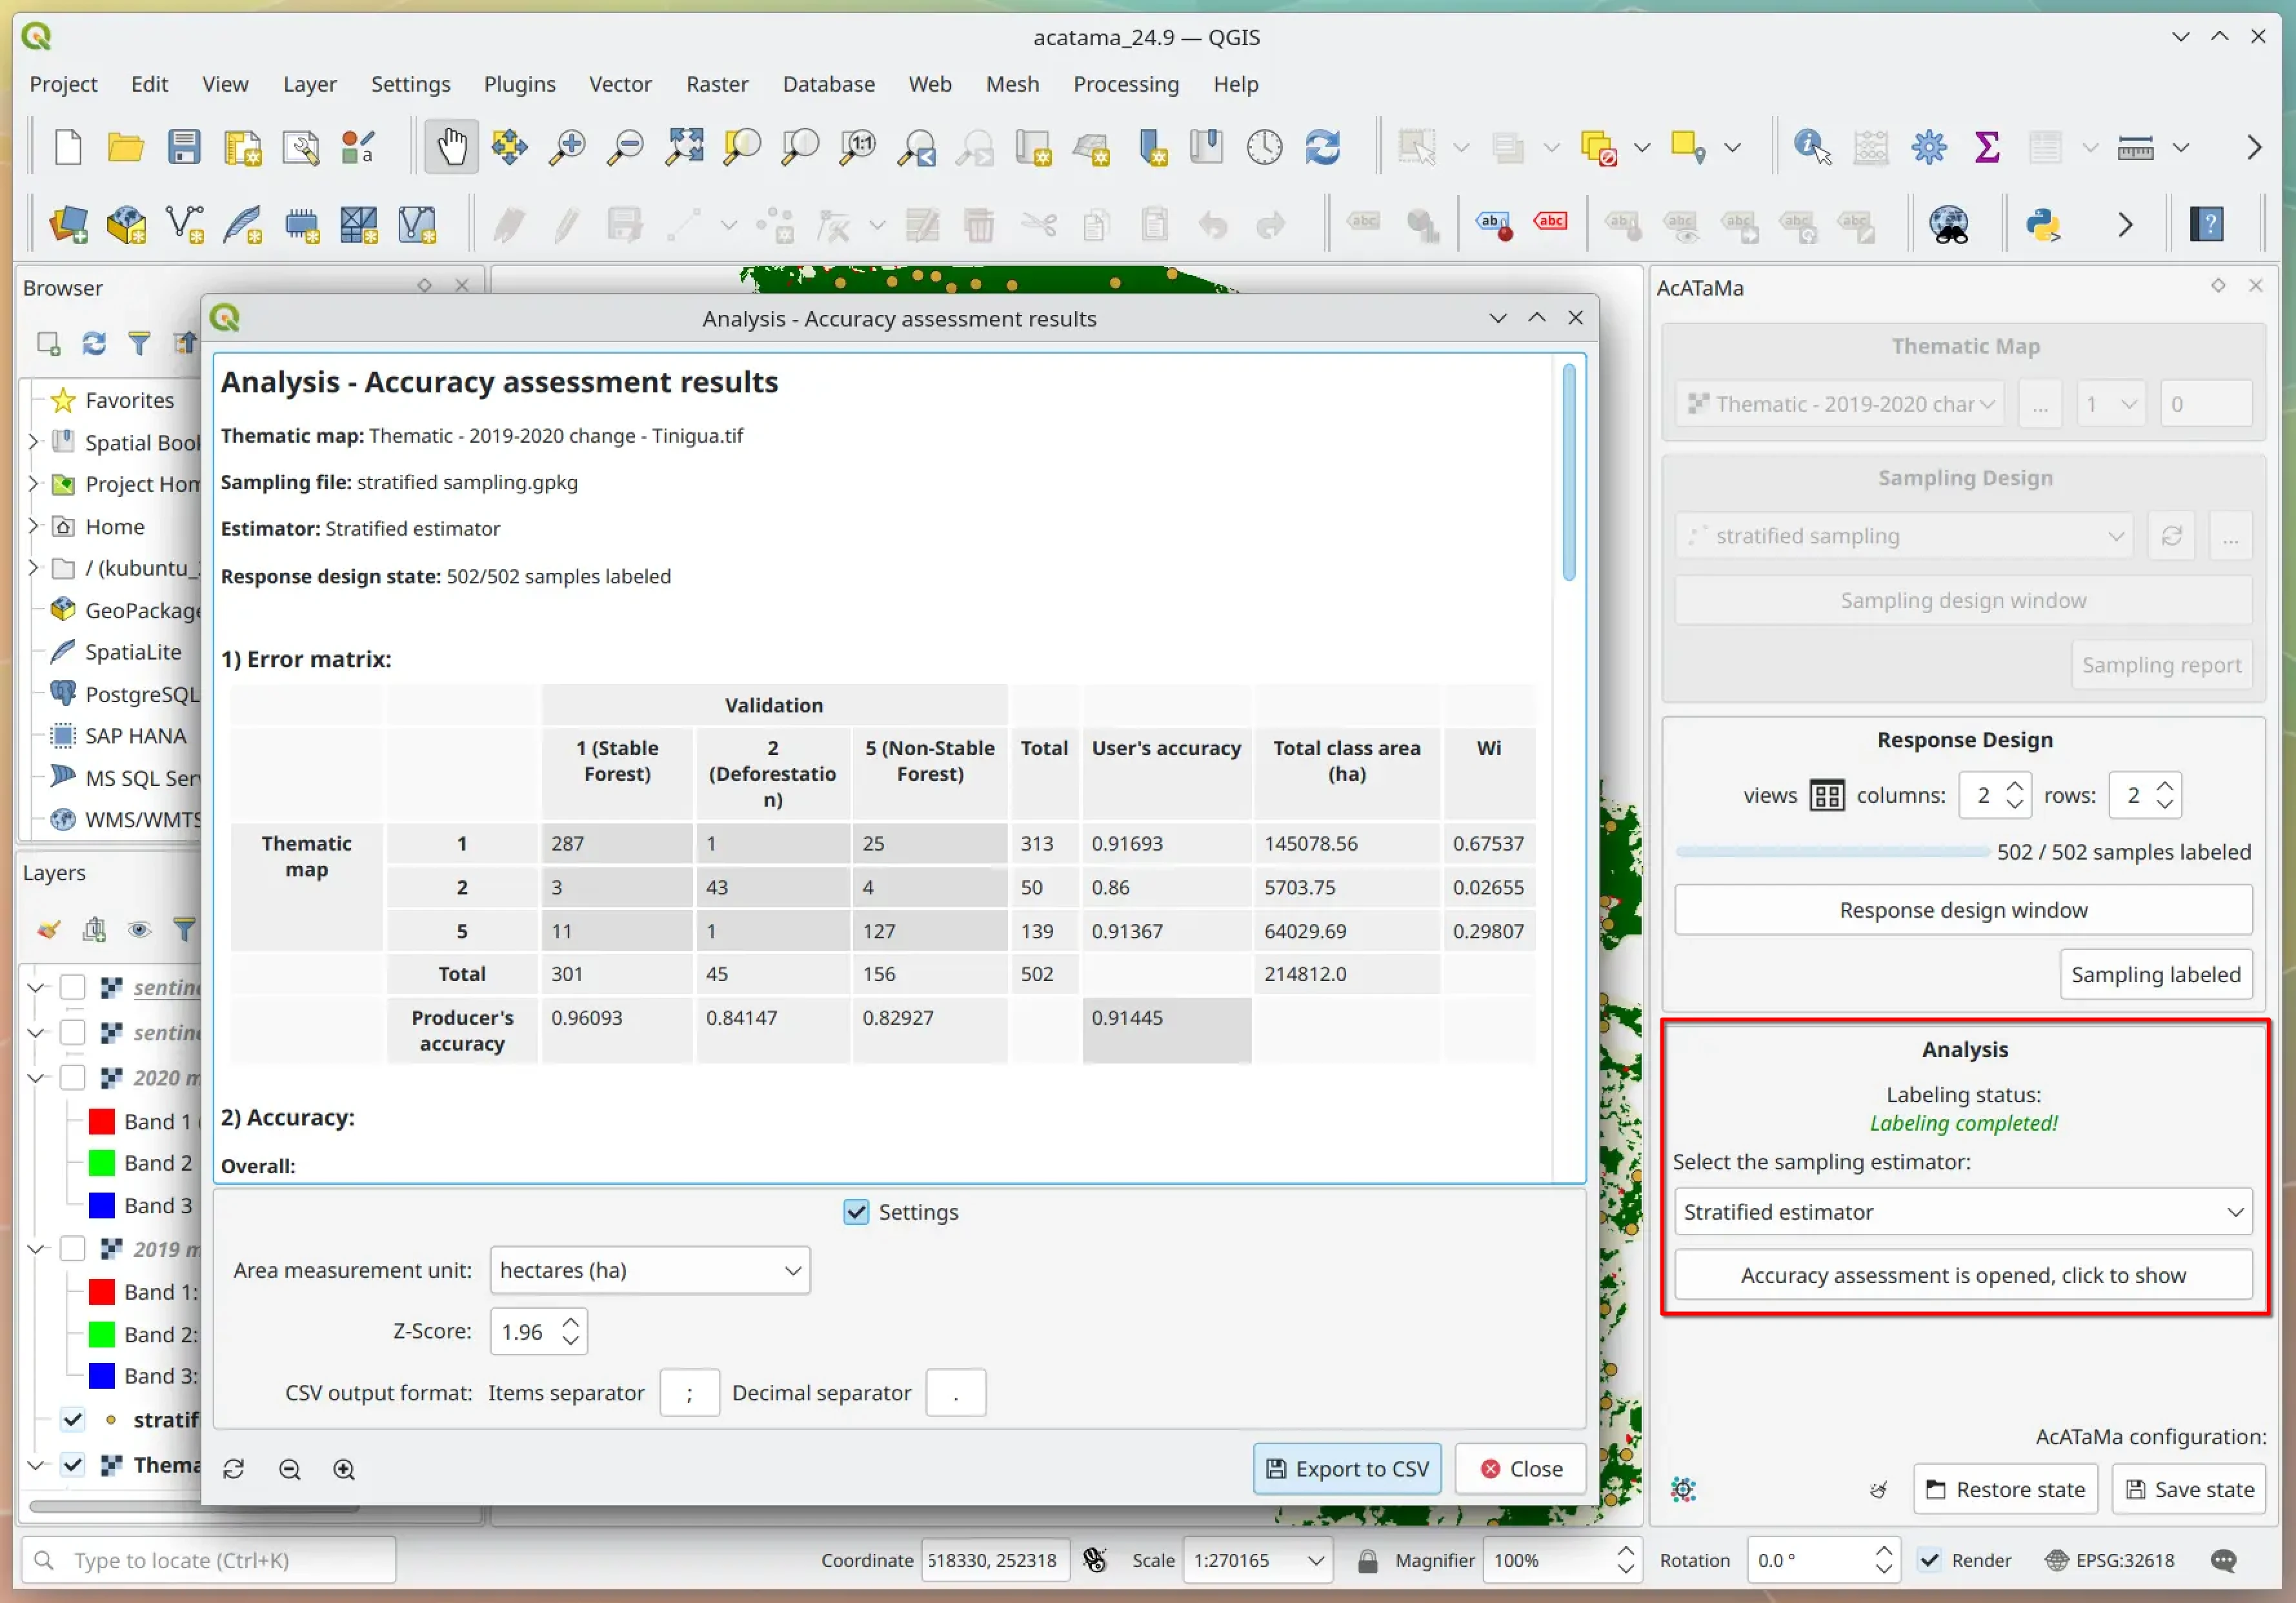 acatama_24.9 — QGIS
Project Edit View Layer Settings Plugins Vector Raster Database Web Mesh Processing Help
Browser
Favorites
Spatial Boo
Project Hom
Home
/ (kubuntu_
GeoPackage
SpatiaLite
PostgreSQL
SAP HANA
MS SQL Ser
WMS/WMTS
Layers
sentine
sentine
2020 m
Band 1
Band 2
Band 3
2019 m
Band 1:
Band 2:
Band 3:
stratif
Thema
Analysis - Accuracy assessment results
Analysis - Accuracy assessment results
Thematic map: Thematic - 2019-2020 change - Tinigua.tif
Sampling file: stratified sampling.gpkg
Estimator: Stratified estimator
Response design state: 502/502 samples labeled
1) Error matrix:
Validation
1 (Stable Forest) 2 (Deforestatio n) 5 (Non-Stable Forest) Total User's accuracy Total class area (ha) Wi
Thematic map 1 287 1 25 313 0.91693 145078.56 0.67537
2 3 43 4 50 0.86 5703.75 0.02655
5 11 1 127 139 0.91367 64029.69 0.29807
Total 301 45 156 502 214812.0
Producer's accuracy 0.96093 0.84147 0.82927 0.91445
2) Accuracy:
Overall:
Settings
Area measurement unit: hectares (ha)
Z-Score: 1.96
CSV output format: Items separator ; Decimal separator .
Export to CSV Close
AcATaMa
Thematic Map
Thematic - 2019-2020 char ... 1 0
Sampling Design
stratified sampling ...
Sampling design window
Sampling report
Response Design
views columns: 2 rows: 2
502 / 502 samples labeled
Response design window
Sampling labeled
Analysis
Labeling status:
Labeling completed!
Select the sampling estimator:
Stratified estimator
Accuracy assessment is opened, click to show
AcATaMa configuration:
Restore state Save state
Type to locate (Ctrl+K) Coordinate 518330, 252318 Scale 1:270165 Magnifier 100% Rotation 0.0 ° Render EPSG:32618